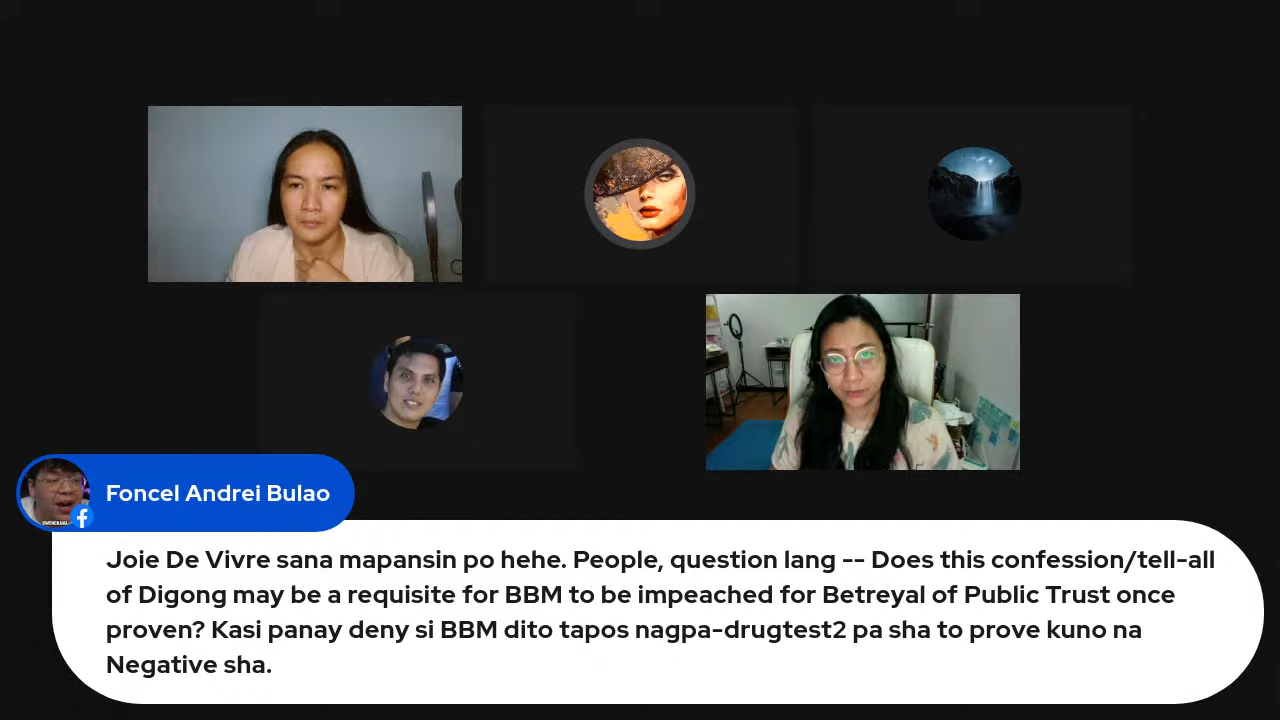 Foncel Andrei Bulao
Joie De Vivre sana mapansin po hehe. People, question lang -- Does this confession/tell-all
of Digong may be a requisite for BBM to be impeached for Betreyal of Public Trust once
proven? Kasi panay deny si BBM dito tapos nagpa-drugtest2 pa sha to prove kuno na
Negative sha.